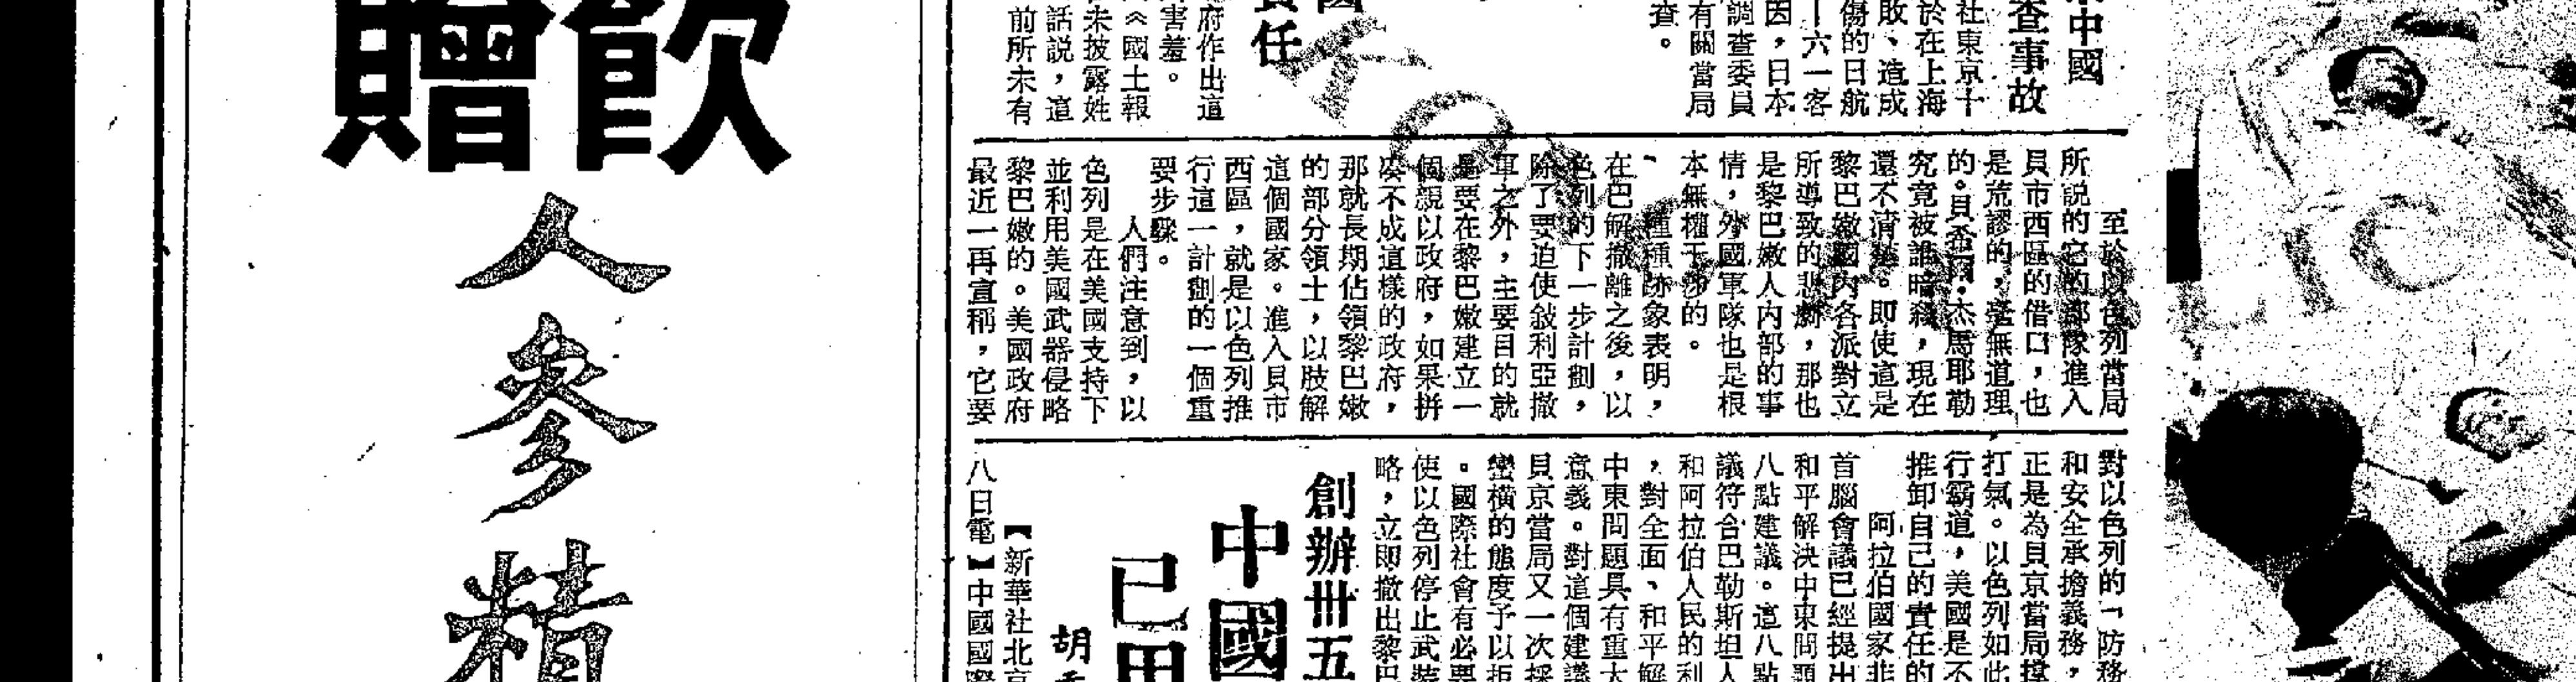 中國
查事故
社東京十
於在上海
敗、造成
傷的日航
一六一客
因,日本
調查委員
有關當局
查。
責任
府作出這
害羞。
《國土報
未披露姓
話說,這
前所未有
至於以色列當局
所說的它的部隊進入
貝市西區的借口,也
是荒謬的,毫無道理
的。貝希爾·杰馬耶勒
究竟被誰暗殺,現在
還不清楚。即使這是
黎巴嫩國內各派對立
所導致的悲劇,那也
是黎巴嫩人內部的事
情,外國軍隊也是根
本無權干涉的。
種種跡象表明,
在巴解撤離之後,以
色列的下一步計劃,
除了要迫使敍利亞撤
軍之外,主要目的就
是要在黎巴嫩建立一
個親以政府,如果拼
湊不成這樣的政府,
那就長期佔領黎巴嫩
的部分領土,以肢解
這個國家。進入貝市
西區,就是以色列推
行這一計劃的一個重
要步驟。
人們注意到,以
色列是在美國支持下
並利用美國武器侵略
黎巴嫩的。美國政府
最近一再宣稱,它要
對以色列的「防務
和安全承擔義務,
正是為貝京當局撐
打氣。以色列如此
行霸道,美國是不
推卸自己的責任的
阿拉伯國家非
首腦會議已經提出
和平解決中東問題
八點建議。這八點
議符合巴勒斯坦人
和阿拉伯人民的利
,對全面、和平解
中東問題具有重大
意義。對這個建議
貝京當局又一次採
蠻橫的態度予以拒
。國際社會有必要
使以色列停止武裝
略,立即撤出黎巴
創辦卅五
中國
已用
胡
【新華社北京
八日電】中國國際
飲
贈
人參精